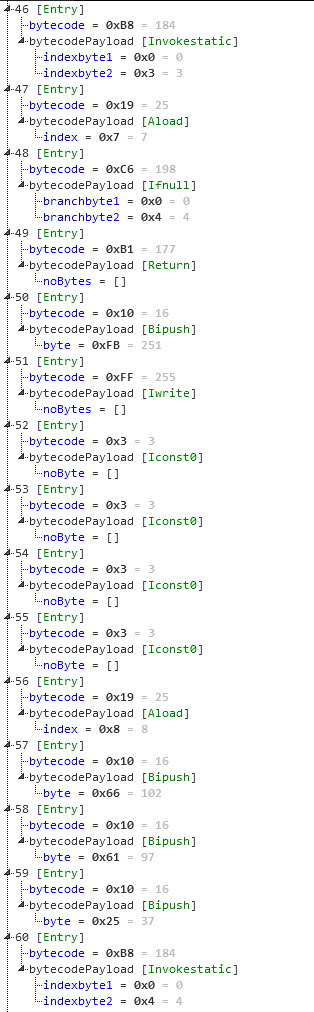 46 [Entry]
bytecode = 0xB8 = 184
bytecodePayload [Invokestatic]
indexbyte1 = 0x0 = 0
indexbyte2 = 0x3 = 3
47 [Entry]
bytecode = 0x19 = 25
bytecodePayload [Aload]
index = 0x7 = 7
48 [Entry]
bytecode = 0xC6 = 198
bytecodePayload [Ifnull]
branchbyte1 = 0x0 = 0
branchbyte2 = 0x4 = 4
49 [Entry]
bytecode = 0xB1 = 177
bytecodePayload [Return]
noBytes = []
50 [Entry]
bytecode = 0x10 = 16
bytecodePayload [Bipush]
byte = 0xFB = 251
51 [Entry]
bytecode = 0xFF = 255
bytecodePayload [Iwrite]
noBytes = []
52 [Entry]
bytecode = 0x3 = 3
bytecodePayload [Iconst0]
noByte = []
53 [Entry]
bytecode = 0x3 = 3
bytecodePayload [Iconst0]
noByte = []
54 [Entry]
bytecode = 0x3 = 3
bytecodePayload [Iconst0]
noByte = []
55 [Entry]
bytecode = 0x3 = 3
bytecodePayload [Iconst0]
noByte = []
56 [Entry]
bytecode = 0x19 = 25
bytecodePayload [Aload]
index = 0x8 = 8
57 [Entry]
bytecode = 0x10 = 16
bytecodePayload [Bipush]
byte = 0x66 = 102
58 [Entry]
bytecode = 0x10 = 16
bytecodePayload [Bipush]
byte = 0x61 = 97
59 [Entry]
bytecode = 0x10 = 16
bytecodePayload [Bipush]
byte = 0x25 = 37
60 [Entry]
bytecode = 0xB8 = 184
bytecodePayload [Invokestatic]
indexbyte1 = 0x0 = 0
indexbyte2 = 0x4 = 4